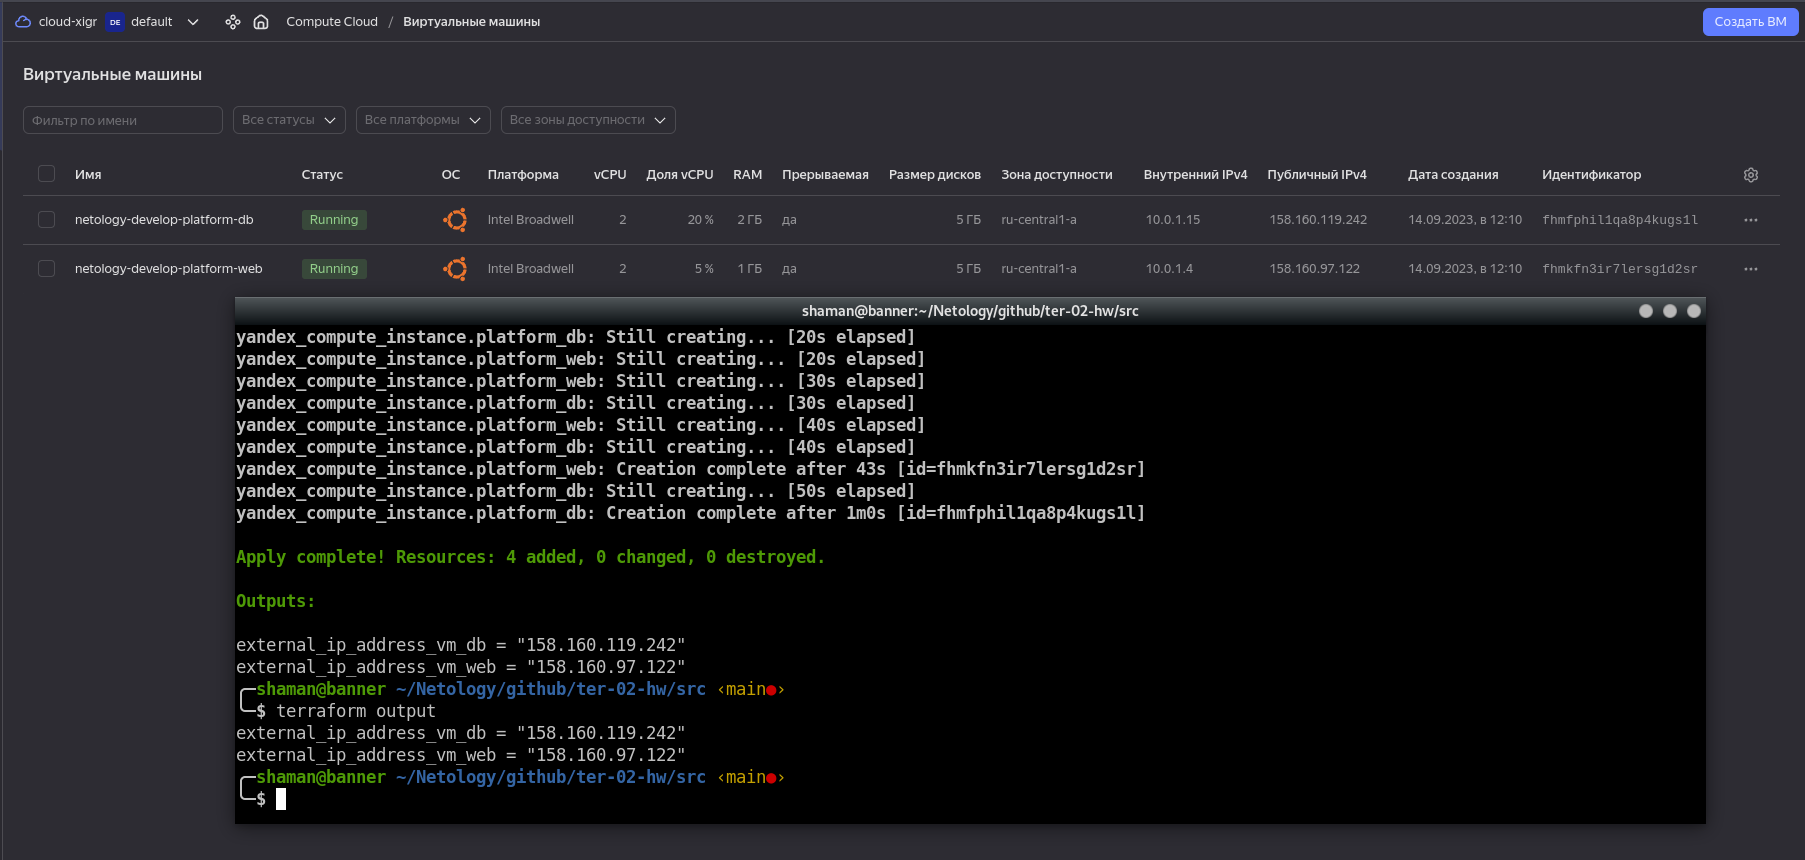 cloud-xigr DE default Compute Cloud / Виртуальные машины Создать ВМ
Виртуальные машины
Фильтр по имени Все статусы Все платформы Все зоны доступности
Имя Статус ОС Платформа vCPU Доля vCPU RAM Прерываемая Размер дисков Зона доступности Внутренний IPv4 Публичный IPv4 Дата создания Идентификатор
netology-develop-platform-db Running Intel Broadwell 2 20 % 2 ГБ да 5 ГБ ru-central1-a 10.0.1.15 158.160.119.242 14.09.2023, в 12:10 fhmfphil1qa8p4kugs1l
netology-develop-platform-web Running Intel Broadwell 2 5 % 1 ГБ да 5 ГБ ru-central1-a 10.0.1.4 158.160.97.122 14.09.2023, в 12:10 fhmkfn3ir7lersg1d2sr
shaman@banner:~/Netology/github/ter-02-hw/src
yandex_compute_instance.platform_db: Still creating... [20s elapsed]
yandex_compute_instance.platform_web: Still creating... [20s elapsed]
yandex_compute_instance.platform_web: Still creating... [30s elapsed]
yandex_compute_instance.platform_db: Still creating... [30s elapsed]
yandex_compute_instance.platform_web: Still creating... [40s elapsed]
yandex_compute_instance.platform_db: Still creating... [40s elapsed]
yandex_compute_instance.platform_web: Creation complete after 43s [id=fhmkfn3ir7lersg1d2sr]
yandex_compute_instance.platform_db: Still creating... [50s elapsed]
yandex_compute_instance.platform_db: Creation complete after 1m0s [id=fhmfphil1qa8p4kugs1l]
Apply complete! Resources: 4 added, 0 changed, 0 destroyed.
Outputs:
external_ip_address_vm_db = "158.160.119.242"
external_ip_address_vm_web = "158.160.97.122"
╭─shaman@banner ~/Netology/github/ter-02-hw/src ‹main●›
╰─$ terraform output
external_ip_address_vm_db = "158.160.119.242"
external_ip_address_vm_web = "158.160.97.122"
╭─shaman@banner ~/Netology/github/ter-02-hw/src ‹main●›
╰─$